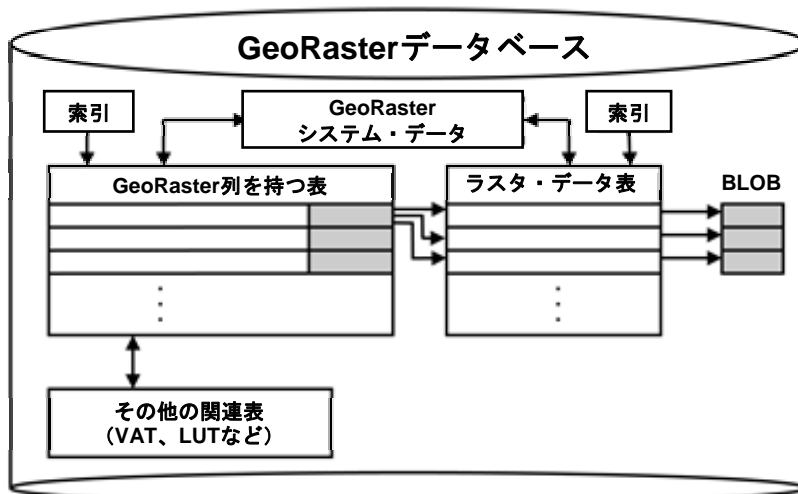 GeoRasterデータベース
索引
GeoRaster
システム・データ
索引
GeoRaster列を持つ表
ラスタ・データ表
BLOB
その他の関連表
（VAT、LUTなど）